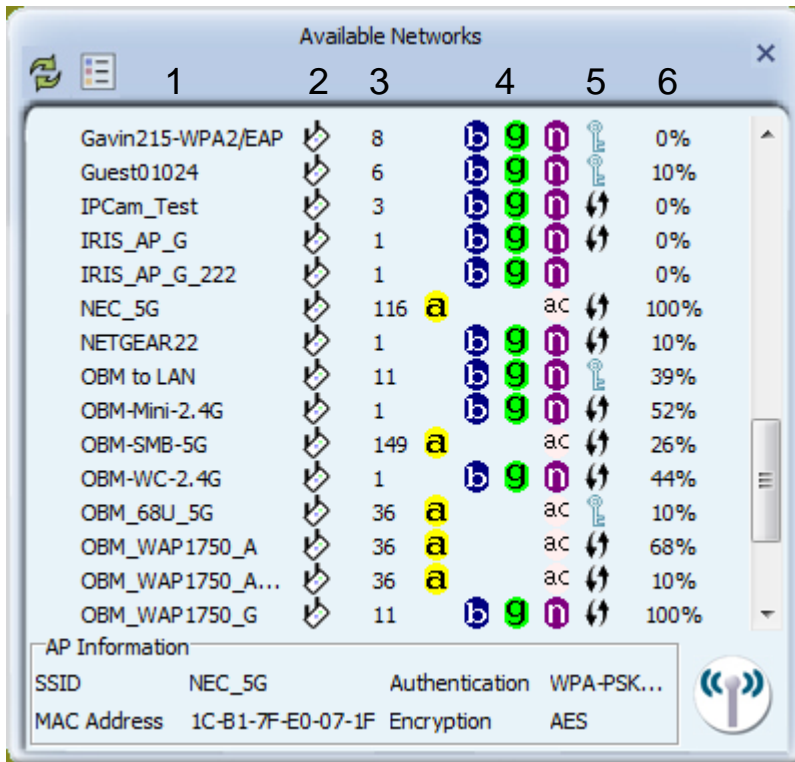 Available Networks
1 2 3 4 5 6
Gavin215-WPA2/EAP 8 b g n 0%
Guest01024 6 b g n 10%
IPCam_Test 3 b g n 0%
IRIS_AP_G 1 b g n 0%
IRIS_AP_G_222 1 b g n 0%
NEC_5G 116 a ac 100%
NETGEAR22 1 b g n 10%
OBM to LAN 11 b g n 39%
OBM-Mini-2.4G 1 b g n 52%
OBM-SMB-5G 149 a ac 26%
OBM-WC-2.4G 1 b g n 44%
OBM_68U_5G 36 a ac 10%
OBM_WAP1750_A 36 a ac 68%
OBM_WAP1750_A... 36 a ac 10%
OBM_WAP1750_G 11 b g n 100%
AP Information
SSID NEC_5G Authentication WPA-PSK...
MAC Address 1C-B1-7F-E0-07-1F Encryption AES